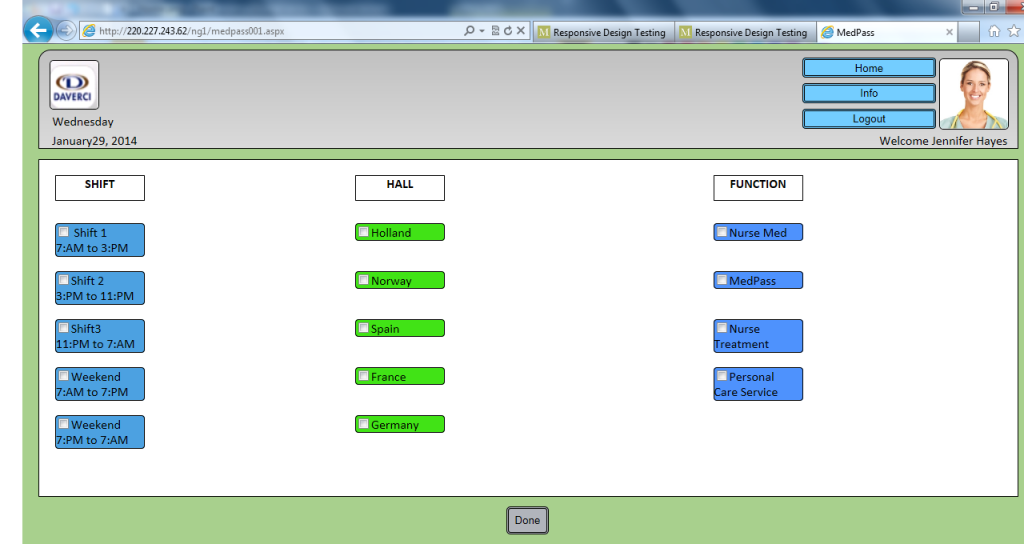 http://220.227.243.62/ng1/medpass001.aspx
Responsive Design Testing
Responsive Design Testing
MedPass
DAVERCI
Wednesday
January29, 2014
Home
Info
Logout
Welcome Jennifer Hayes
SHIFT
HALL
FUNCTION
Shift 1
7:AM to 3:PM
Holland
Nurse Med
Shift 2
3:PM to 11:PM
Norway
MedPass
Shift3
11:PM to 7:AM
Spain
Nurse
Treatment
Weekend
7:AM to 7:PM
France
Personal
Care Service
Weekend
7:PM to 7:AM
Germany
Done